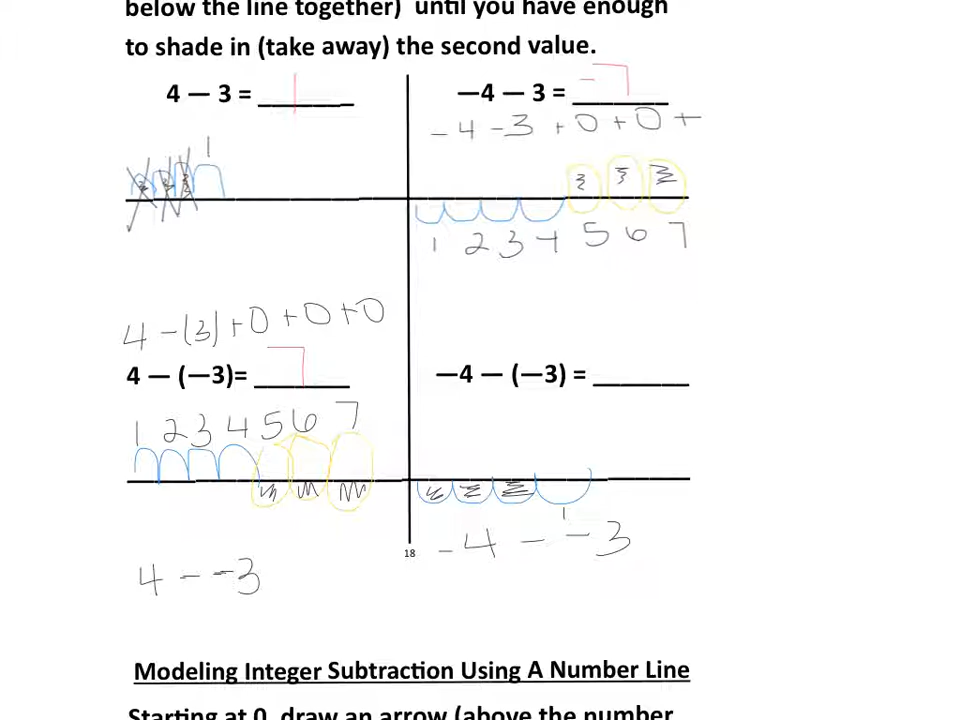 below the line together) until you have enough
to shade in (take away) the second value.
4 — 3 = 1
—4 — 3 = -7
-4 -3 +0 +0 +
1
1 2 3 4 5 6 7
4 -(3) +0 +0 +0
4 — (—3)= 7
—4 — (—3) = ________
1 2 3 4 5 6 7
1
-4 - -3
18
4 - -3
Modeling Integer Subtraction Using A Number Line
Starting at 0, draw an arrow (above the number